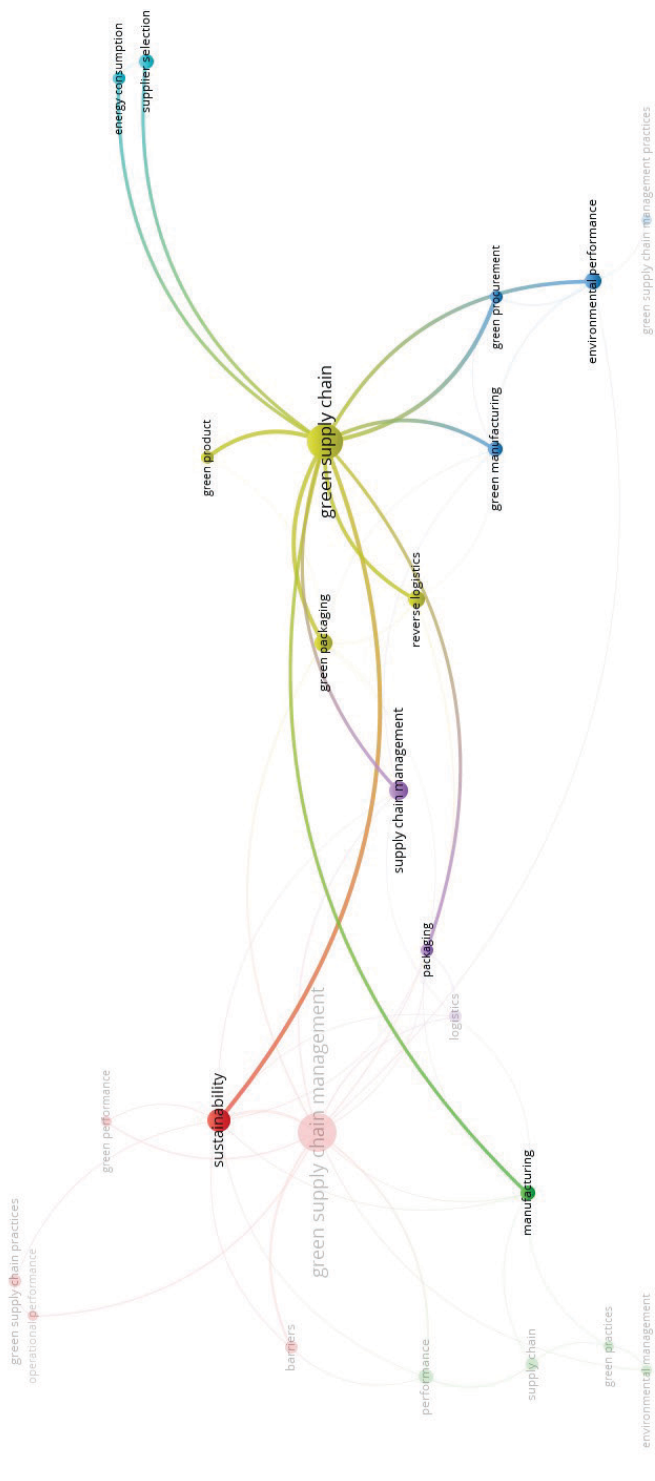 energy consumption
supplier selection
green supply chain management practices
environmental performance
green procurement
green supply chain
green product
green manufacturing
reverse logistics
green packaging
supply chain management
packaging
logistics
green supply chain management
sustainability
green performance
manufacturing
green supply chain practices
operational performance
barriers
performance
supply chain
green practices
environmental management